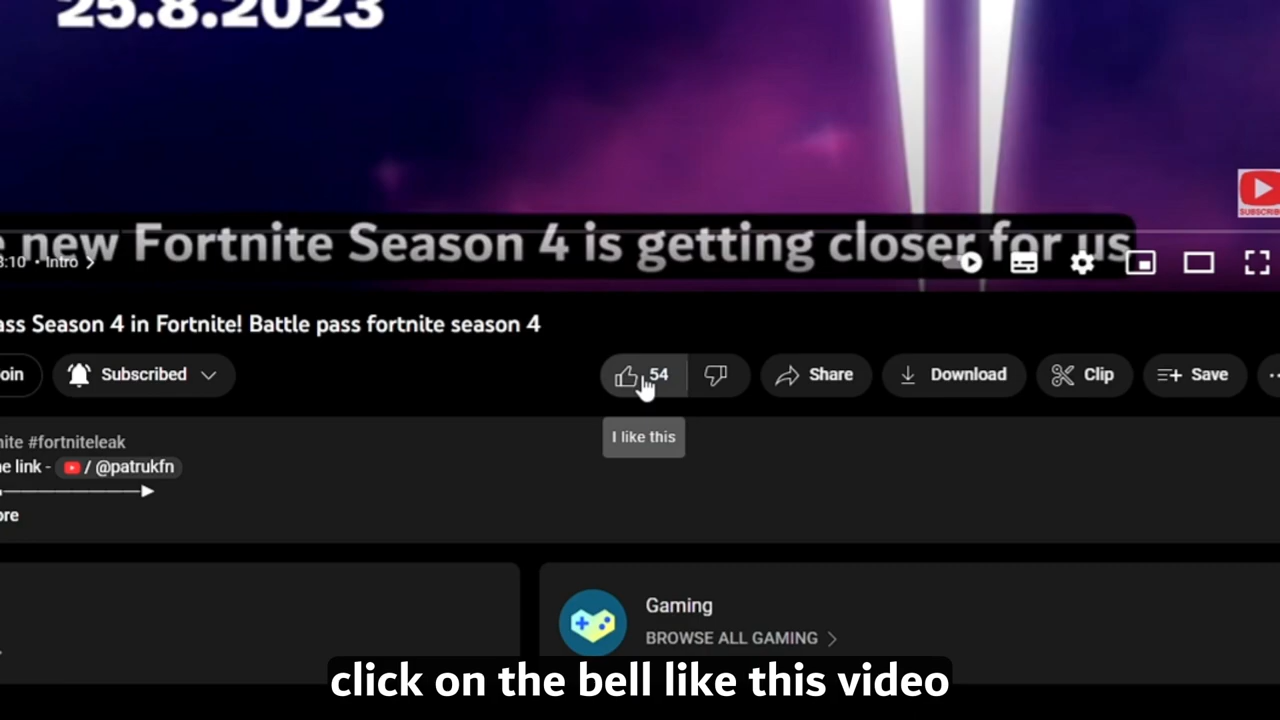 25.8.2023
SUBSCRIBE
e new Fortnite Season 4 is getting closer for us
3:10 • Intro >
ass Season 4 in Fortnite! Battle pass fortnite season 4
oin
Subscribed
54
Share
Download
Clip
Save
I like this
nite #fortniteleak
e link - / @patrukfn
ore
Gaming
BROWSE ALL GAMING >
click on the bell like this video